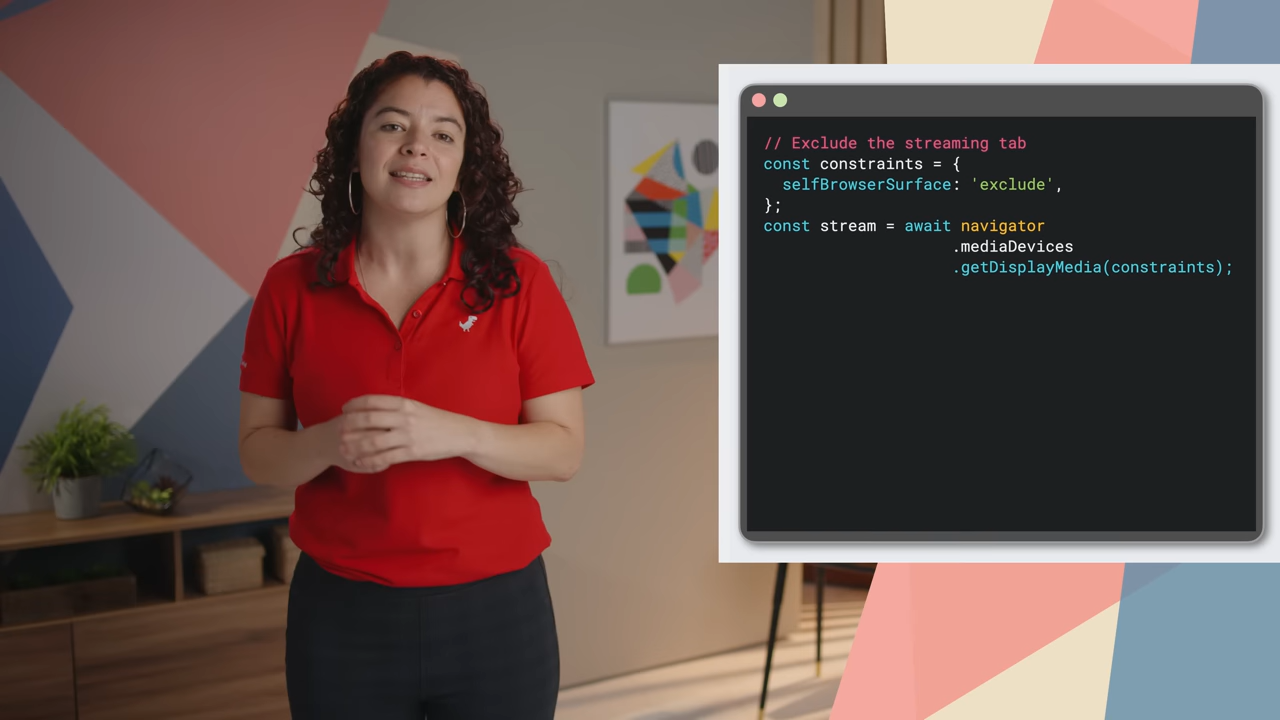 // Exclude the streaming tab
const constraints = {
  selfBrowserSurface: 'exclude',
};
const stream = await navigator
                    .mediaDevices
                    .getDisplayMedia(constraints);